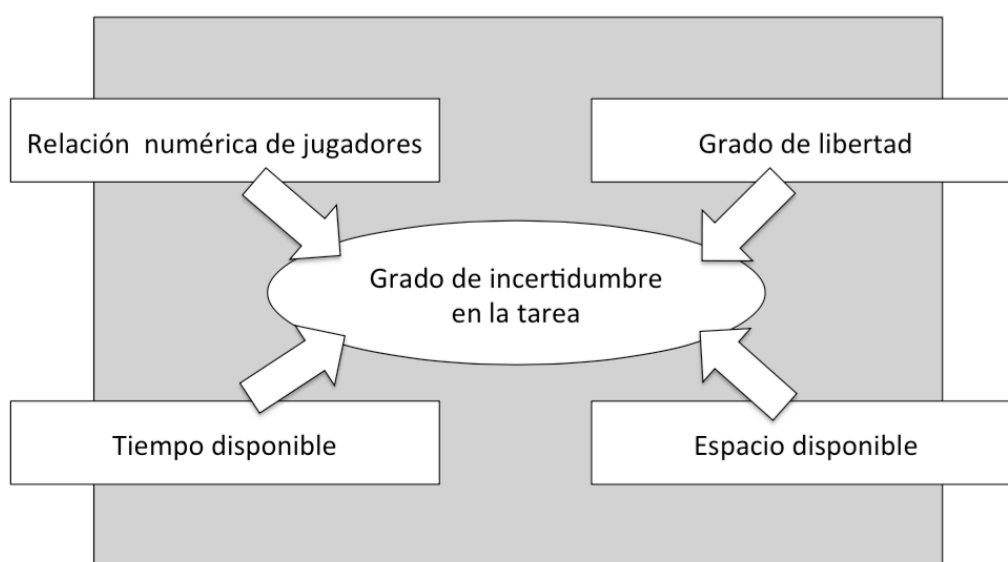 Relación numérica de jugadores
Grado de libertad
Grado de incertidumbre
en la tarea
Tiempo disponible
Espacio disponible